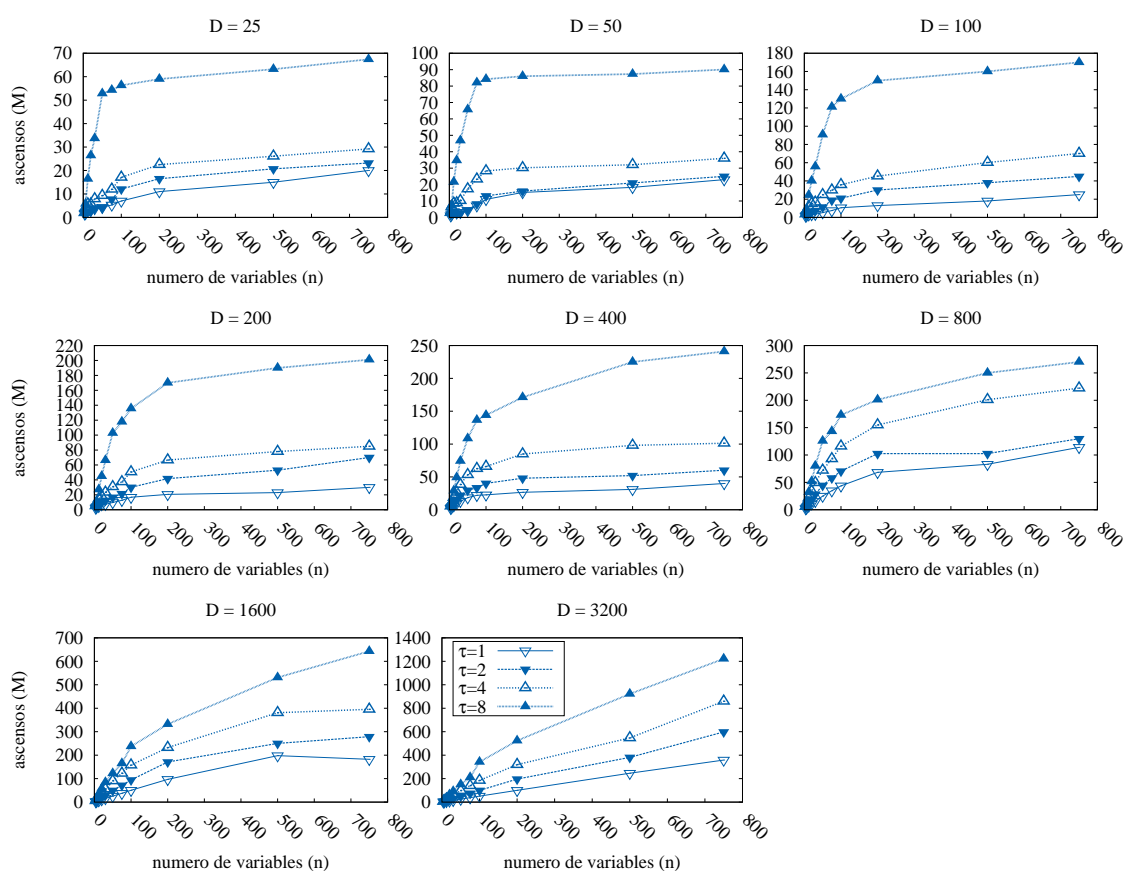 D = 25
D = 50
D = 100
70
60
50
40
30
20
10
0
ascensos (M)
0 100 200 300 400 500 600 700 800
numero de variables (n)
100
90
80
70
60
50
40
30
20
10
0
0 100 200 300 400 500 600 700 800
numero de variables (n)
180
160
140
120
100
80
60
40
20
0
0 100 200 300 400 500 600 700 800
numero de variables (n)
D = 200
D = 400
D = 800
220
200
180
160
140
120
100
80
60
40
20
0
ascensos (M)
0 100 200 300 400 500 600 700 800
numero de variables (n)
250
200
150
100
50
0
0 100 200 300 400 500 600 700 800
numero de variables (n)
300
250
200
150
100
50
0
0 100 200 300 400 500 600 700 800
numero de variables (n)
D = 1600
D = 3200
700
600
500
400
300
200
100
0
ascensos (M)
0 100 200 300 400 500 600 700 800
numero de variables (n)
1400
1200
1000
800
600
400
200
0
τ=1
τ=2
τ=4
τ=8
0 100 200 300 400 500 600 700 800
numero de variables (n)